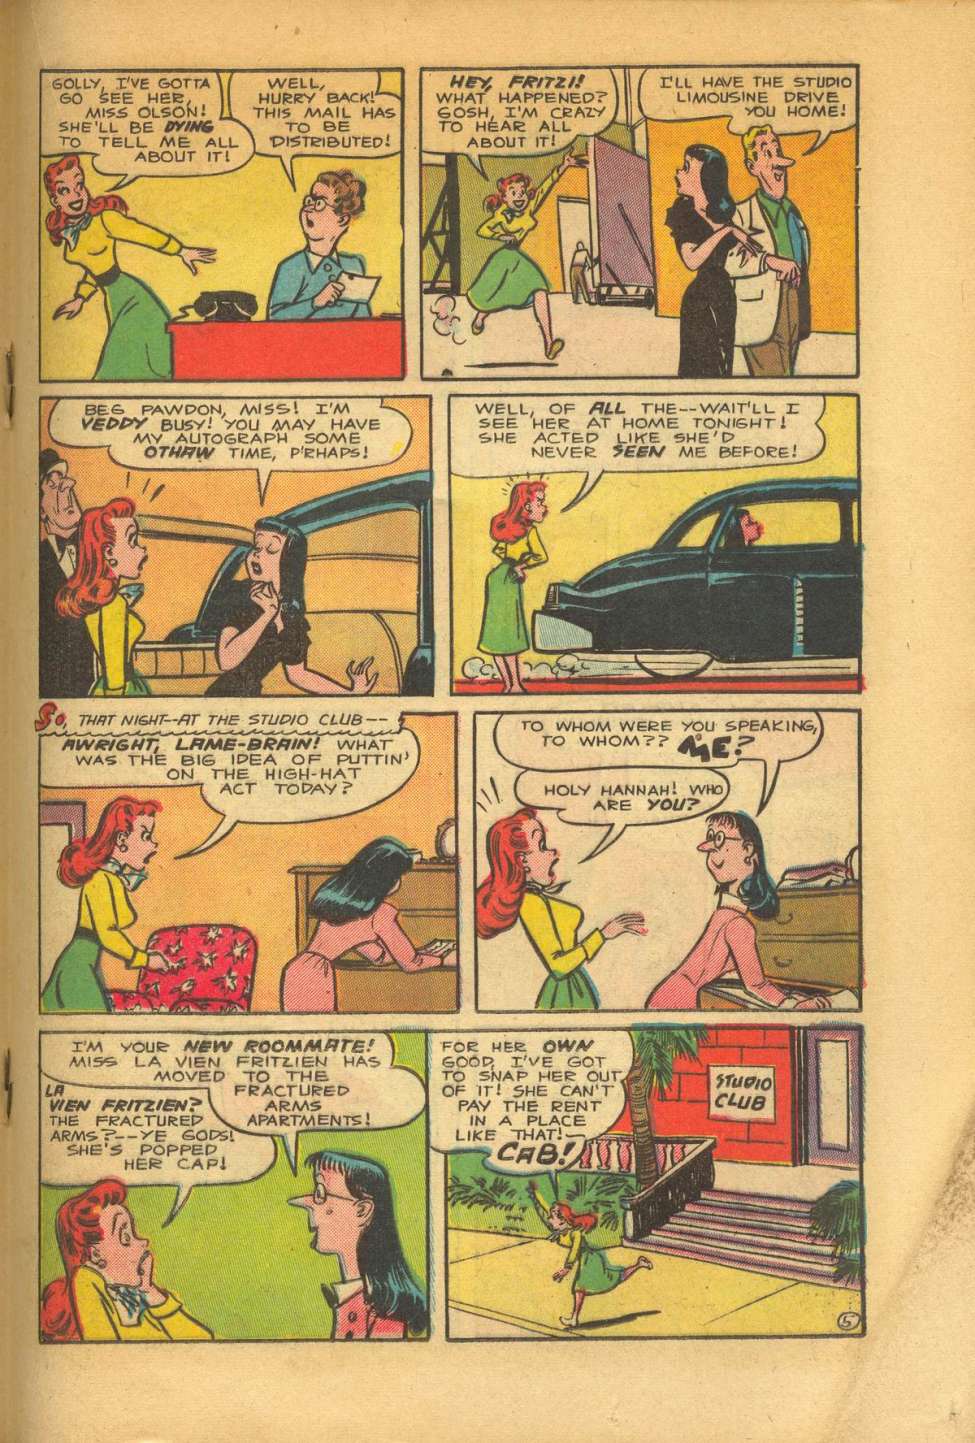 GOLLY, I'VE GOTTA
GO SEE HER,
MISS OLSON!
SHE'LL BE DYING
TO TELL ME ALL
ABOUT IT!
WELL,
HURRY BACK!
THIS MAIL HAS
TO BE
DISTRIBUTED!
HEY, FRITZI!
WHAT HAPPENED?
GOSH, I'M CRAZY
TO HEAR ALL
ABOUT IT!
I'LL HAVE THE STUDIO
LIMOUSINE DRIVE
YOU HOME!
BEG PAWDON, MISS! I'M
VEDDY BUSY! YOU MAY HAVE
MY AUTOGRAPH SOME
OTHAW TIME, P'RHAPS!
WELL, OF ALL THE--WAIT'LL I
SEE HER AT HOME TONIGHT!
SHE ACTED LIKE SHE'D
NEVER SEEN ME BEFORE!
SO, THAT NIGHT--AT THE STUDIO CLUB--
AWRIGHT, LAME-BRAIN! WHAT
WAS THE BIG IDEA OF PUTTIN'
ON THE HIGH-HAT
ACT TODAY?
TO WHOM WERE YOU SPEAKING,
TO WHOM?? ME?
HOLY HANNAH! WHO
ARE YOU?
I'M YOUR NEW ROOMMATE!
MISS LA VIEN FRITZIEN HAS
MOVED TO THE
FRACTURED
ARMS
APARTMENTS!
LA
VIEN FRITZIEN?
THE FRACTURED
ARMS?--YE GODS!
SHE'S POPPED
HER CAP!
FOR HER OWN
GOOD, I'VE GOT
TO SNAP HER OUT
OF IT! SHE CAN'T
PAY THE RENT
IN A PLACE
LIKE THAT!--
CAB!
STUDIO
CLUB
5